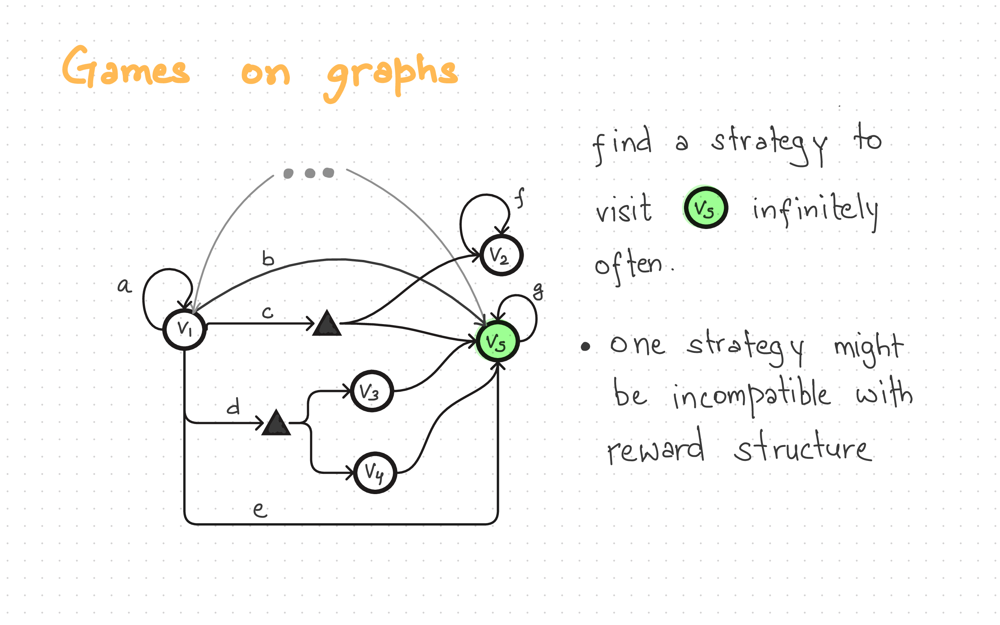 Games on graphs
find a strategy to
visit V5 infinitely
often.
f
b
V2
a
g
c
V1
V5
V3
d
V4
e
• One strategy might
be incompatible with
reward structure